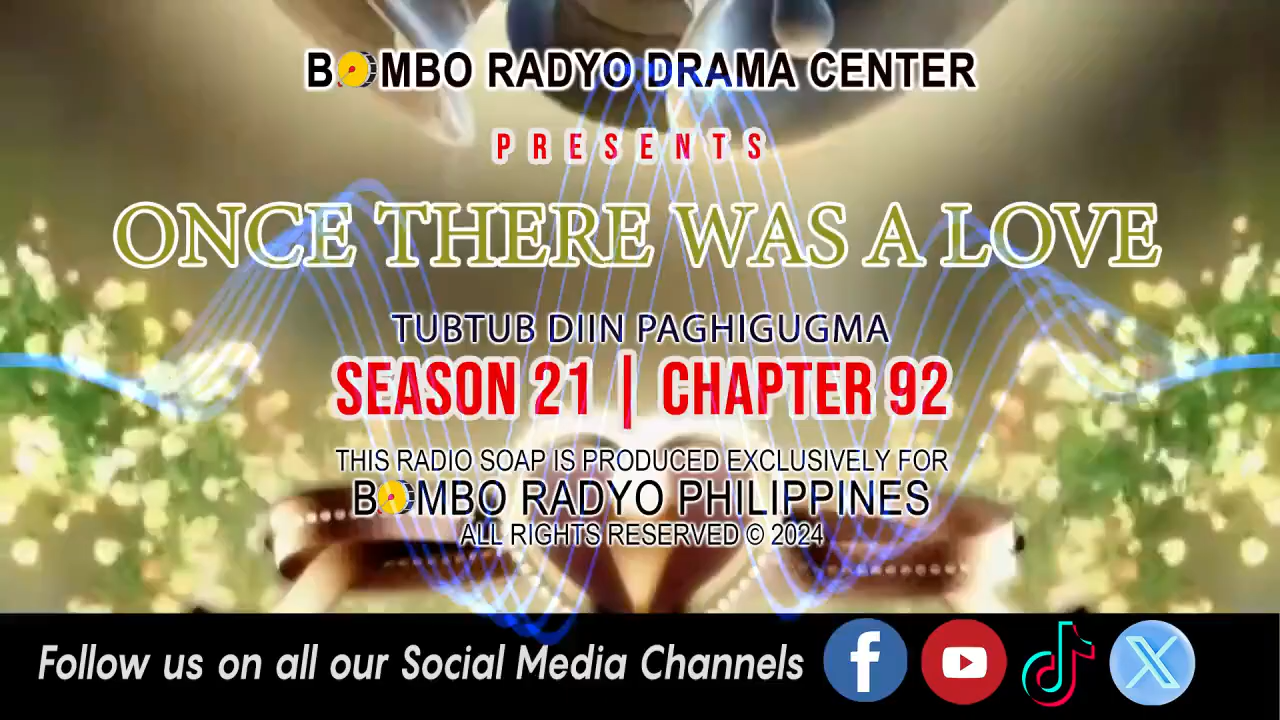 BOMBO RADYO DRAMA CENTER
PRESENTS
ONCE THERE WAS A LOVE
TUBTUB DIIN PAGHIGUGMA
SEASON 21 | CHAPTER 92
THIS RADIO SOAP IS PRODUCED EXCLUSIVELY FOR
BOMBO RADYO PHILIPPINES
ALL RIGHTS RESERVED © 2024
Follow us on all our Social Media Channels